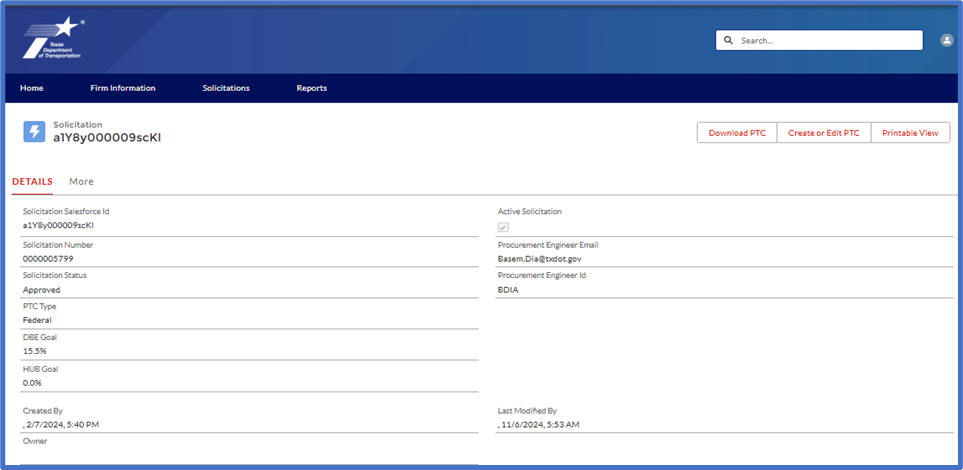 Texas
Department
of Transportation
Search...
Home Firm Information Solicitations Reports
Solicitation
a1Y8y000009scKl
Download PTC Create or Edit PTC Printable View
DETAILS More
Solicitation Salesforce Id
a1Y8y000009scKl
Active Solicitation
Solicitation Number
0000005799
Procurement Engineer Email
Basem.Dia@txdot.gov
Solicitation Status
Approved
Procurement Engineer Id
BDIA
PTC Type
Federal
DBE Goal
15.5%
HUB Goal
0.0%
Created By
, 2/7/2024, 5:40 PM
Last Modified By
, 11/6/2024, 5:53 AM
Owner